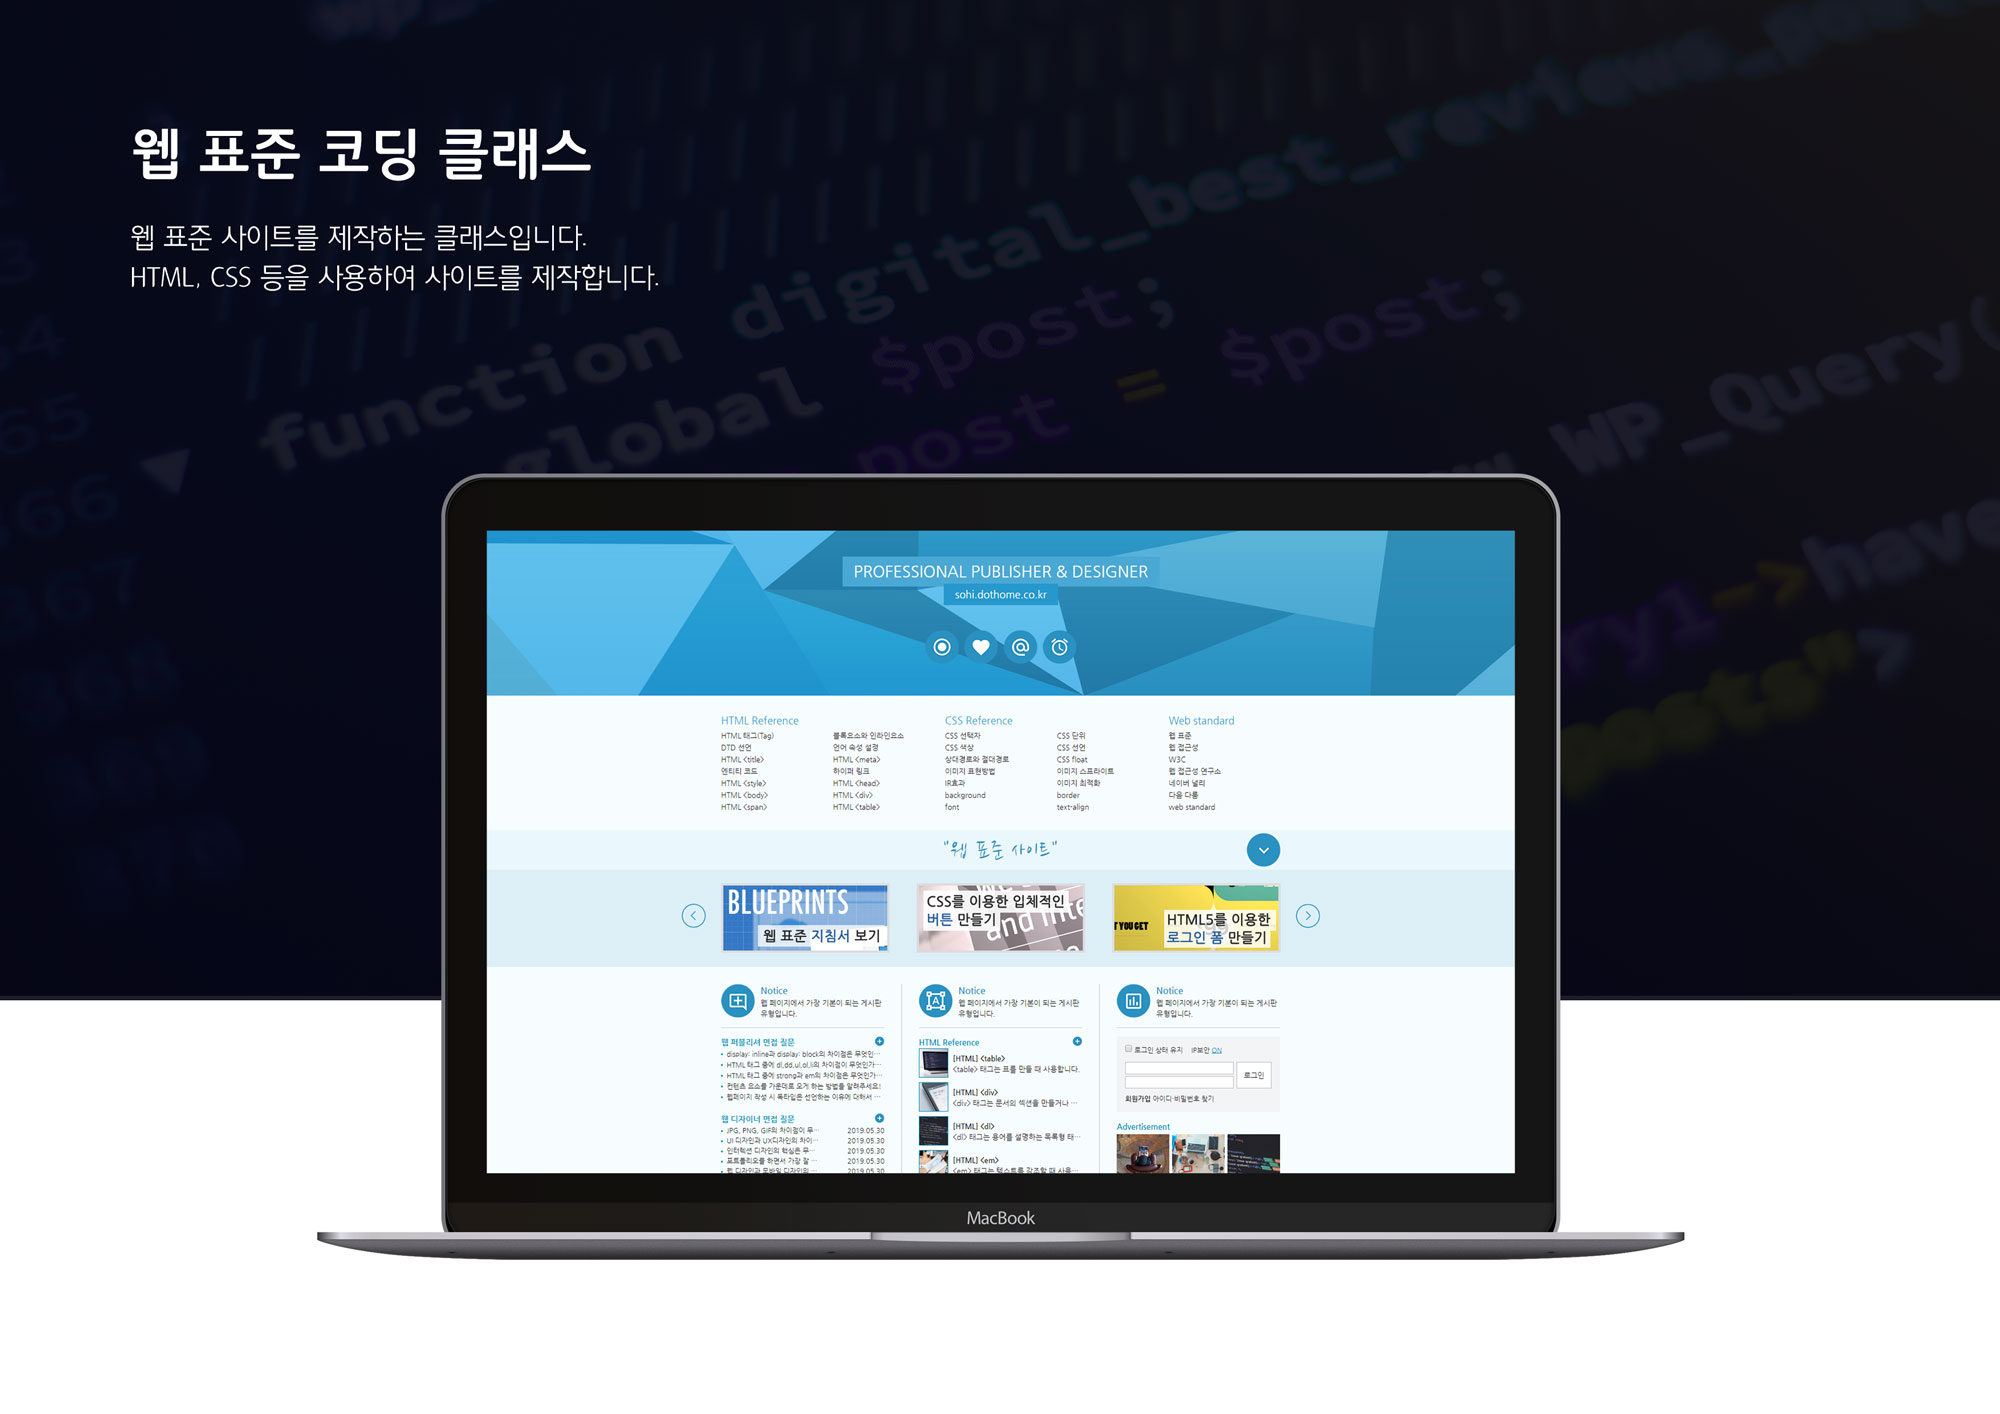 웹 표준 코딩 클래스
웹 표준 사이트를 제작하는 클래스입니다.
HTML, CSS 등을 사용하여 사이트를 제작합니다.
function digital_best_reviews_
global $post;
post = $post;
WP_Query(
->have
posts">
365
366
367
368
369
370
PROFESSIONAL PUBLISHER & DESIGNER
sohi.dothome.co.kr
HTML Reference
HTML 태그(Tag)
DTD 선언
HTML <title>
엔티티 코드
HTML <style>
HTML <body>
HTML <span>
블록요소와 인라인요소
언어 속성 설정
HTML <meta>
하이퍼 링크
HTML <head>
HTML <div>
HTML <table>
CSS Reference
CSS 선택자
CSS 색상
상대경로와 절대경로
이미지 표현방법
IR효과
background
font
CSS 단위
CSS 선언
CSS float
이미지 스프라이트
이미지 최적화
border
text-align
Web standard
웹 표준
웹 접근성
W3C
웹 접근성 연구소
네이버 널리
다음 다룸
web standard
"웹 표준 사이트"
BLUEPRINTS
웹 표준 지침서 보기
CSS를 이용한 입체적인
버튼 만들기
and inte
T YOU GET
HTML5를 이용한
로그인 폼 만들기
Notice
웹 페이지에서 가장 기본이 되는 게시판
유형입니다.
웹 퍼블리셔 면접 질문
display: inline과 display: block의 차이점은 무엇인…
HTML 태그 중에 dl,dd,ul,ol,li의 차이점은 무엇인가…
HTML 태그 중에 strong과 em의 차이점은 무엇인가…
컨텐츠 요소를 가운데로 오게 하는 방법을 알려주세요!
웹페이지 작성 시 독타입은 선언하는 이유에 대해서 …
웹 디자이너 면접 질문
JPG, PNG, GIF의 차이점이 무… 2019.05.30
UI 디자인과 UX디자인의 차이… 2019.05.30
인터렉션 디자인의 핵심은 무… 2019.05.30
포트폴리오를 하면서 가장 잘 … 2019.05.30
웹 디자인과 모바일 디자인의 … 2019.05.30
Notice
웹 페이지에서 가장 기본이 되는 게시판
유형입니다.
HTML Reference
[HTML] <table>
<table> 태그는 표를 만들 때 사용합니다.
[HTML] <div>
<div> 태그는 문서의 섹션을 만들거나 …
[HTML] <dl>
<dl> 태그는 용어를 설명하는 목록형 태…
[HTML] <em>
<em> 태그는 텍스트를 강조할 때 사용…
Notice
웹 페이지에서 가장 기본이 되는 게시판
유형입니다.
로그인 상태 유지 IP보안 ON
로그인
회원가입 아이디·비밀번호 찾기
Advertisement
MacBook